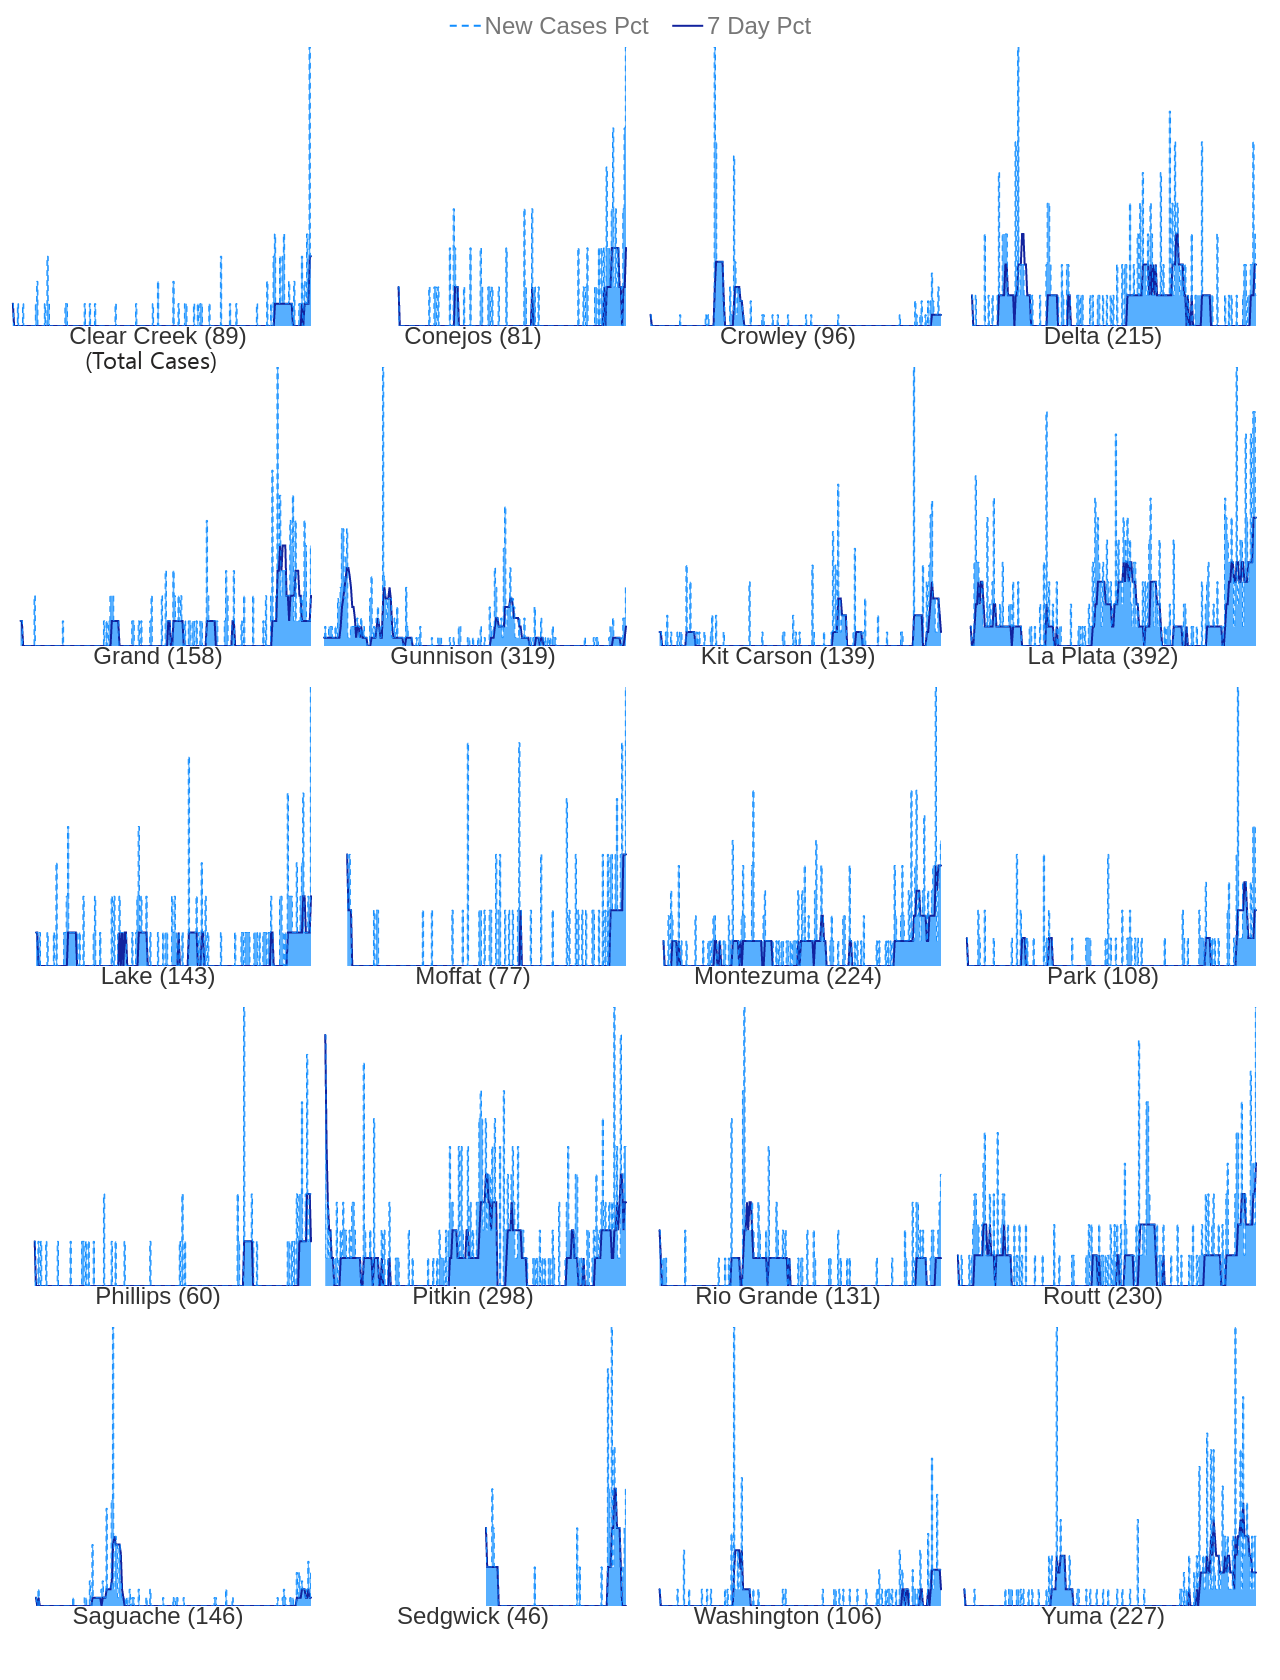 New Cases Pct 7 Day Pct
Clear Creek (89) Conejos (81) Crowley (96) Delta (215)
(Total Cases)
Grand (158) Gunnison (319) Kit Carson (139) La Plata (392)
Lake (143) Moffat (77) Montezuma (224) Park (108)
Phillips (60) Pitkin (298) Rio Grande (131) Routt (230)
Saguache (146) Sedgwick (46) Washington (106) Yuma (227)